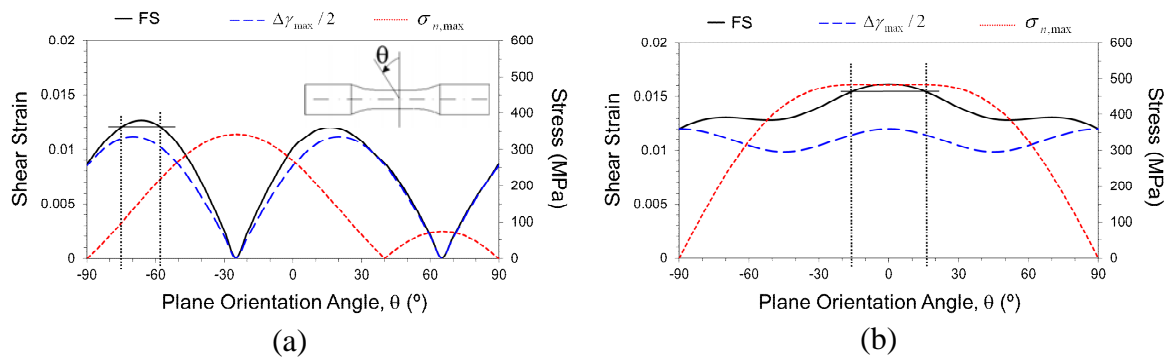 FS Δγmax / 2 σn,max
0.02
0.015
0.01
0.005
0
600
500
400
300
200
100
0
-90 -60 -30 0 30 60 90
Shear Strain
Stress (MPa)
θ
Plane Orientation Angle, θ (º)
(a)
FS Δγmax / 2 σn,max
0.02
0.015
0.01
0.005
0
600
500
400
300
200
100
0
-90 -60 -30 0 30 60 90
Shear Strain
Stress (MPa)
Plane Orientation Angle, θ (º)
(b)